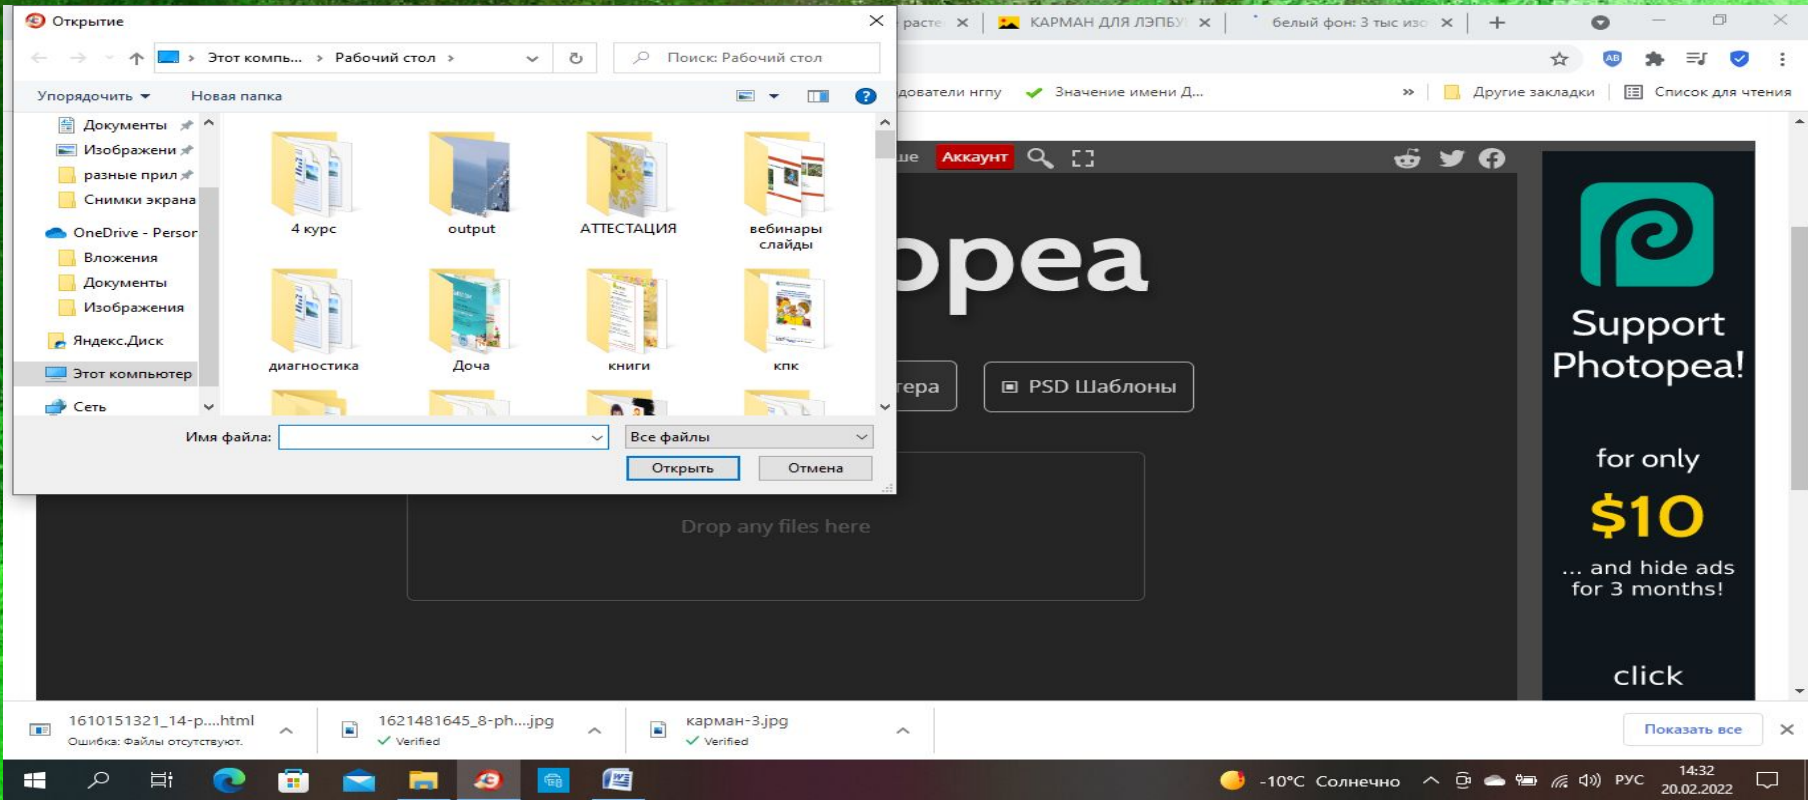 Открытие
расте
КАРМАН ДЛЯ ЛЭПБУ
белый фон: 3 тыс изо
Этот компь... › Рабочий стол ›
Поиск: Рабочий стол
AB
Упорядочить
Новая папка
дователи нгпу
Значение имени Д...
»
Другие закладки
Список для чтения
Документы
Изображени
разные прил
Снимки экрана
OneDrive - Person
Вложения
Документы
Изображения
Яндекс.Диск
Этот компьютер
Сеть
4 курс
output
АТТЕСТАЦИЯ
вебинары
слайды
диагностика
Доча
книги
кпк
Имя файла:
Все файлы
Открыть
Отмена
ше
Аккаунт
opea
тера
PSD Шаблоны
Drop any files here
Support
Photopea!
for only
$10
... and hide ads
for 3 months!
click
1610151321_14-p....html
Ошибка: Файлы отсутствуют.
1621481645_8-ph....jpg
Verified
карман-3.jpg
Verified
Показать все
-10°C Солнечно
РУС
14:32
20.02.2022